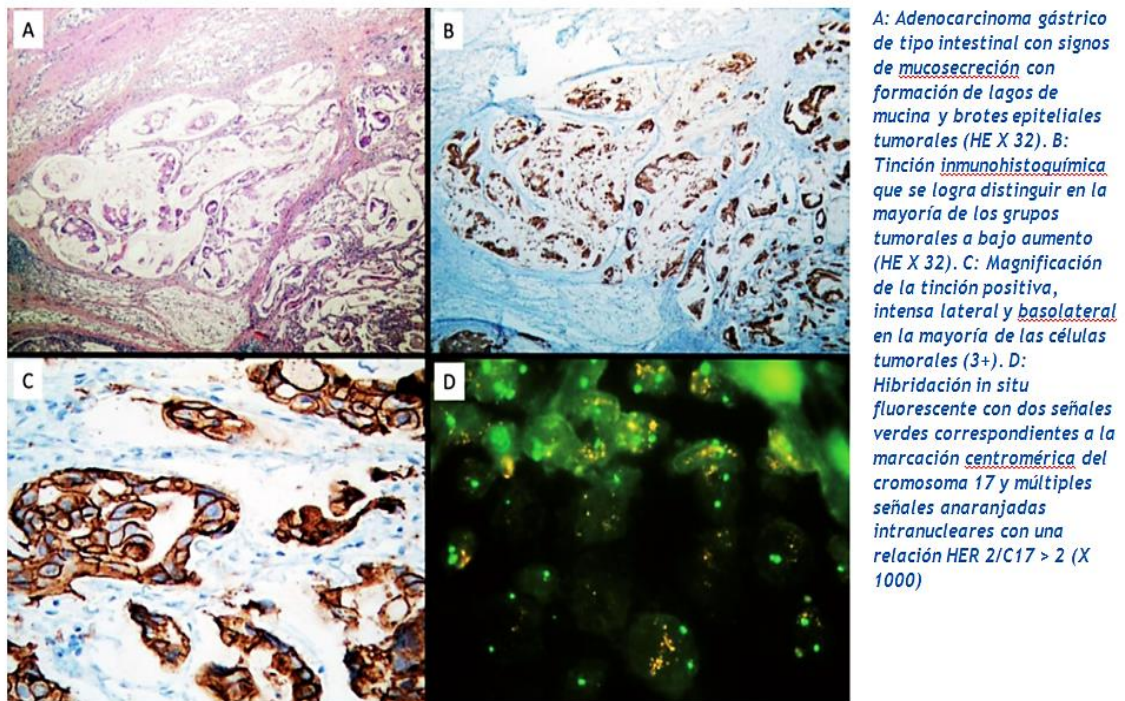 A
B
C
D
A: Adenocarcinoma gástrico
de tipo intestinal con signos
de mucosecreción con
formación de lagos de
mucina y brotes epiteliales
tumorales (HE X 32). B:
Tinción inmunohistoquímica
que se logra distinguir en la
mayoría de los grupos
tumorales a bajo aumento
(HE X 32). C: Magnificación
de la tinción positiva,
intensa lateral y basolateral
en la mayoría de las células
tumorales (3+). D:
Hibridación in situ
fluorescente con dos señales
verdes correspondientes a la
marcación centromérica del
cromosoma 17 y múltiples
señales anaranjadas
intranucleares con una
relación HER 2/C17 > 2 (X
1000)